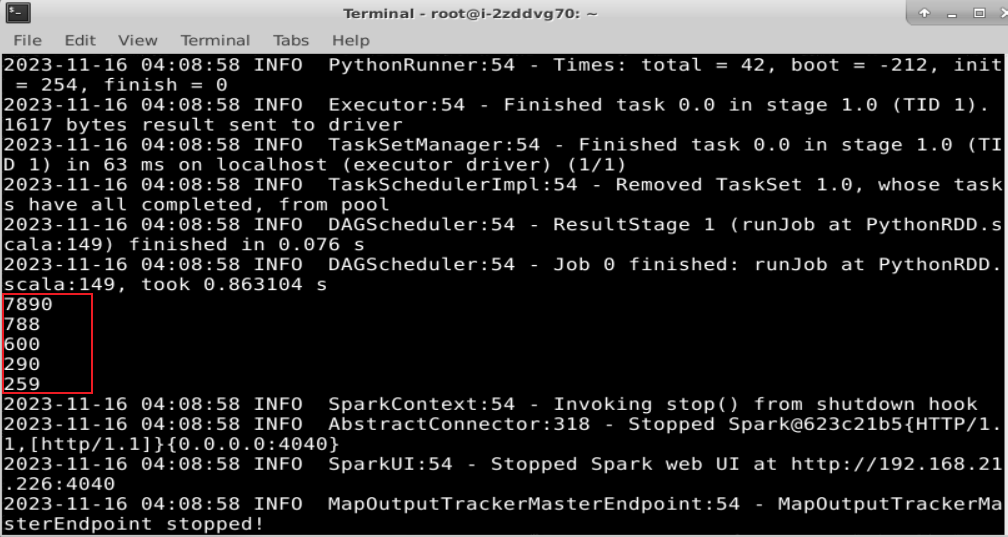 Terminal - root@i-2zddvg70: ~
File Edit View Terminal Tabs Help
2023-11-16 04:08:58 INFO  PythonRunner:54 - Times: total = 42, boot = -212, init
 = 254, finish = 0
2023-11-16 04:08:58 INFO  Executor:54 - Finished task 0.0 in stage 1.0 (TID 1).
1617 bytes result sent to driver
2023-11-16 04:08:58 INFO  TaskSetManager:54 - Finished task 0.0 in stage 1.0 (TI
D 1) in 63 ms on localhost (executor driver) (1/1)
2023-11-16 04:08:58 INFO  TaskSchedulerImpl:54 - Removed TaskSet 1.0, whose task
s have all completed, from pool
2023-11-16 04:08:58 INFO  DAGScheduler:54 - ResultStage 1 (runJob at PythonRDD.s
cala:149) finished in 0.076 s
2023-11-16 04:08:58 INFO  DAGScheduler:54 - Job 0 finished: runJob at PythonRDD.
scala:149, took 0.863104 s
7890
788
600
290
259
2023-11-16 04:08:58 INFO  SparkContext:54 - Invoking stop() from shutdown hook
2023-11-16 04:08:58 INFO  AbstractConnector:318 - Stopped Spark@623c21b5{HTTP/1.
1,[http/1.1]}{0.0.0.0:4040}
2023-11-16 04:08:58 INFO  SparkUI:54 - Stopped Spark web UI at http://192.168.21
.226:4040
2023-11-16 04:08:58 INFO  MapOutputTrackerMasterEndpoint:54 - MapOutputTrackerMa
sterEndpoint stopped!